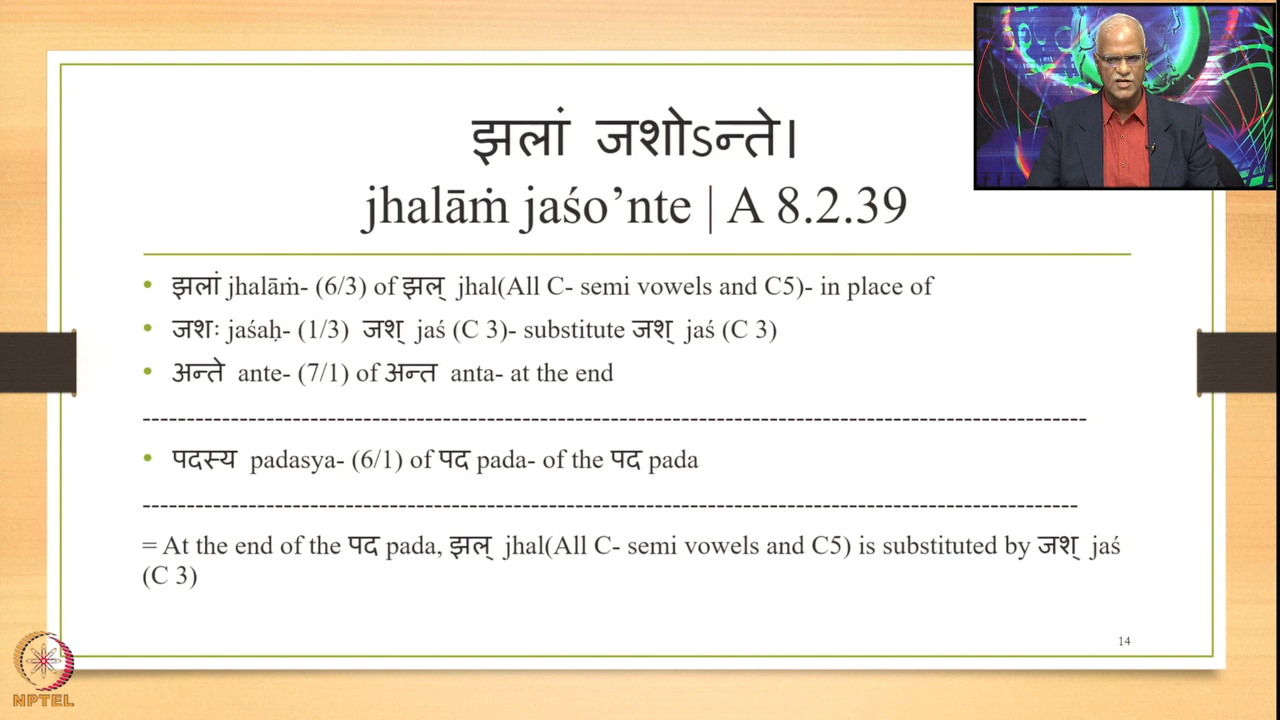 झलां जशोऽन्ते।
jhalāṁ jaśo’nte | A 8.2.39
• झलां jhalāṁ- (6/3) of झल् jhal(All C- semi vowels and C5)- in place of
• जशः jaśaḥ- (1/3) जश् jaś (C 3)- substitute जश् jaś (C 3)
• अन्ते ante- (7/1) of अन्त anta- at the end
--------------------------------------------------------------------------------------------------------------
• पदस्य padasya- (6/1) of पद pada- of the पद pada
-------------------------------------------------------------------------------------------------------------
= At the end of the पद pada, झल् jhal(All C- semi vowels and C5) is substituted by जश् jaś
(C 3)
14
NPTEL